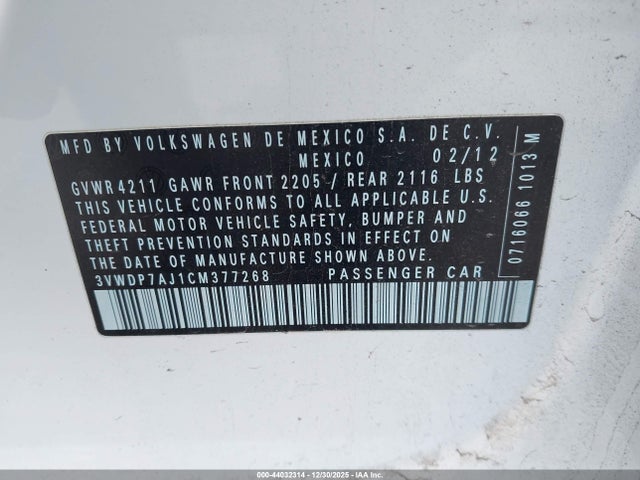 MFD BY VOLKSWAGEN DE MEXICO S.A. DE C.V.
MEXICO 02/12
GVWR 4211 GAWR FRONT 2205 / REAR 2116 LBS
THIS VEHICLE CONFORMS TO ALL APPLICABLE U.S.
FEDERAL MOTOR VEHICLE SAFETY, BUMPER AND
THEFT PREVENTION STANDARDS IN EFFECT ON
THE DATE OF MANUFACTURE SHOWN ABOVE.
3VWDP7AJ1CM377268 PASSENGER CAR
0716066 1013 M
000-44032314 - 12/30/2025 - IAA Inc.